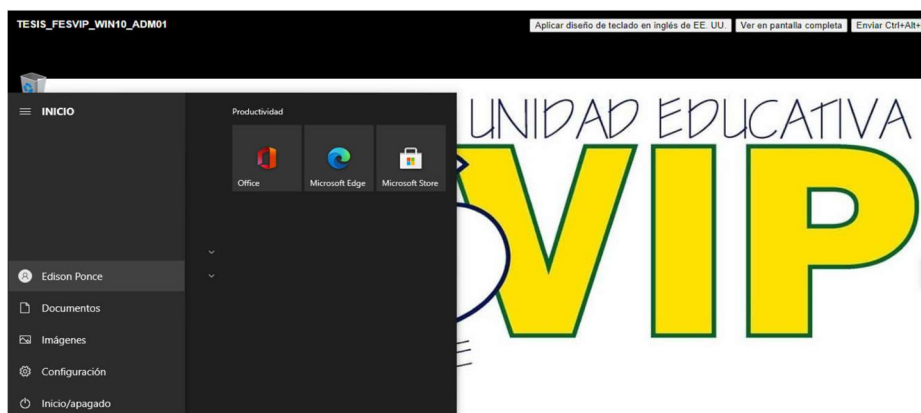 TESIS_FESVIP_WIN10_ADM01
Aplicar diseño de teclado en inglés de EE. UU.
Ver en pantalla completa
Enviar Ctrl+Alt+
INICIO
Productividad
Office
Microsoft Edge
Microsoft Store
Edison Ponce
Documentos
Imágenes
Configuración
Inicio/apagado
UNIDAD EDUCATIVA
VIP